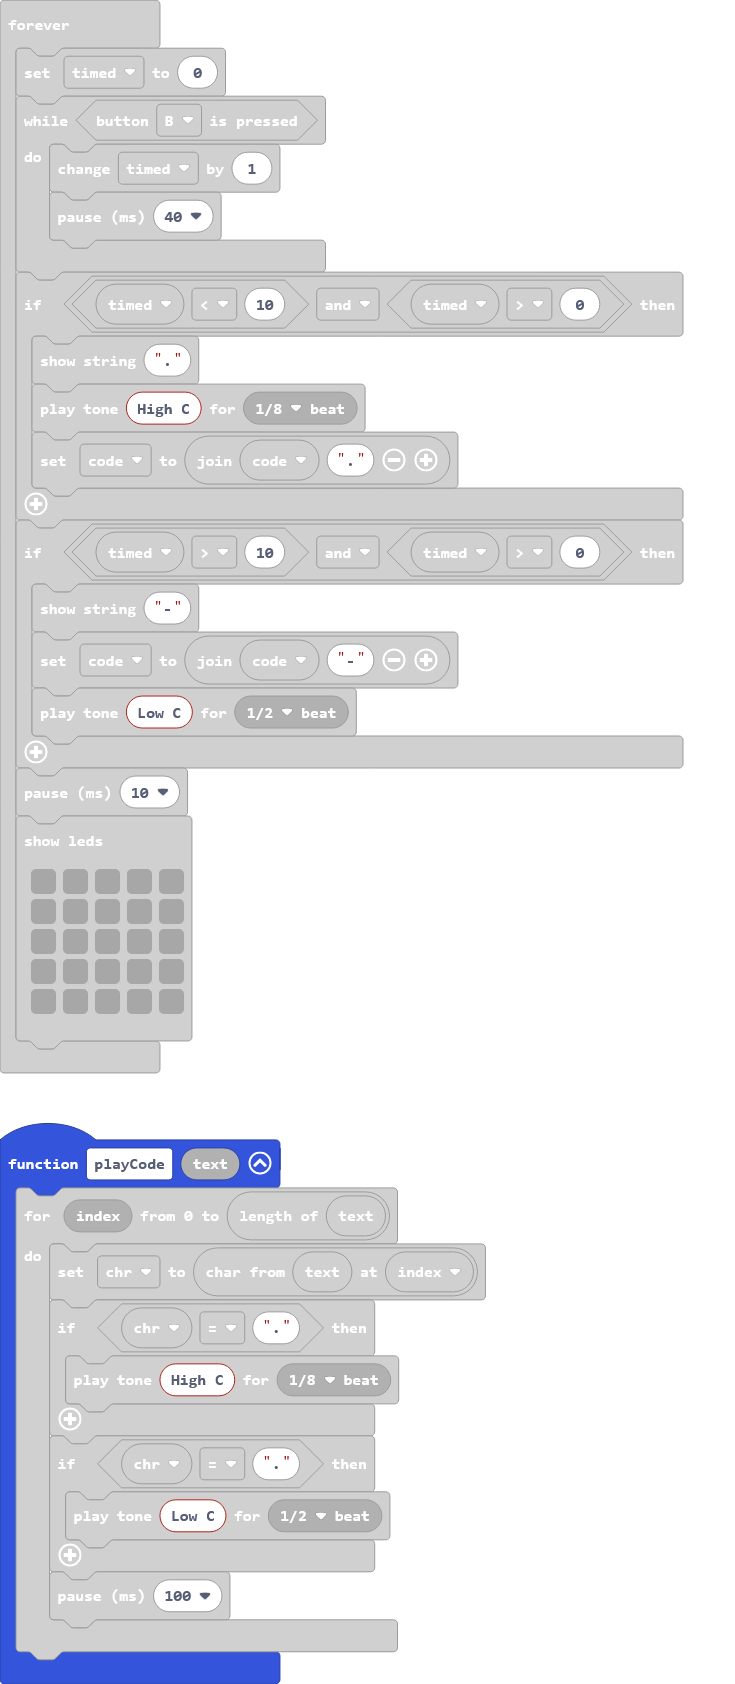 forever
set timed to 0
while button B is pressed
do
change timed by 1
pause (ms) 40
if timed < 10 and timed > 0 then
show string "."
play tone High C for 1/8 beat
set code to join code "."
if timed > 10 and timed > 0 then
show string "-"
set code to join code "-"
play tone Low C for 1/2 beat
pause (ms) 10
show leds
function playCode text
for index from 0 to length of text
do
set chr to char from text at index
if chr = "." then
play tone High C for 1/8 beat
if chr = "." then
play tone Low C for 1/2 beat
pause (ms) 100